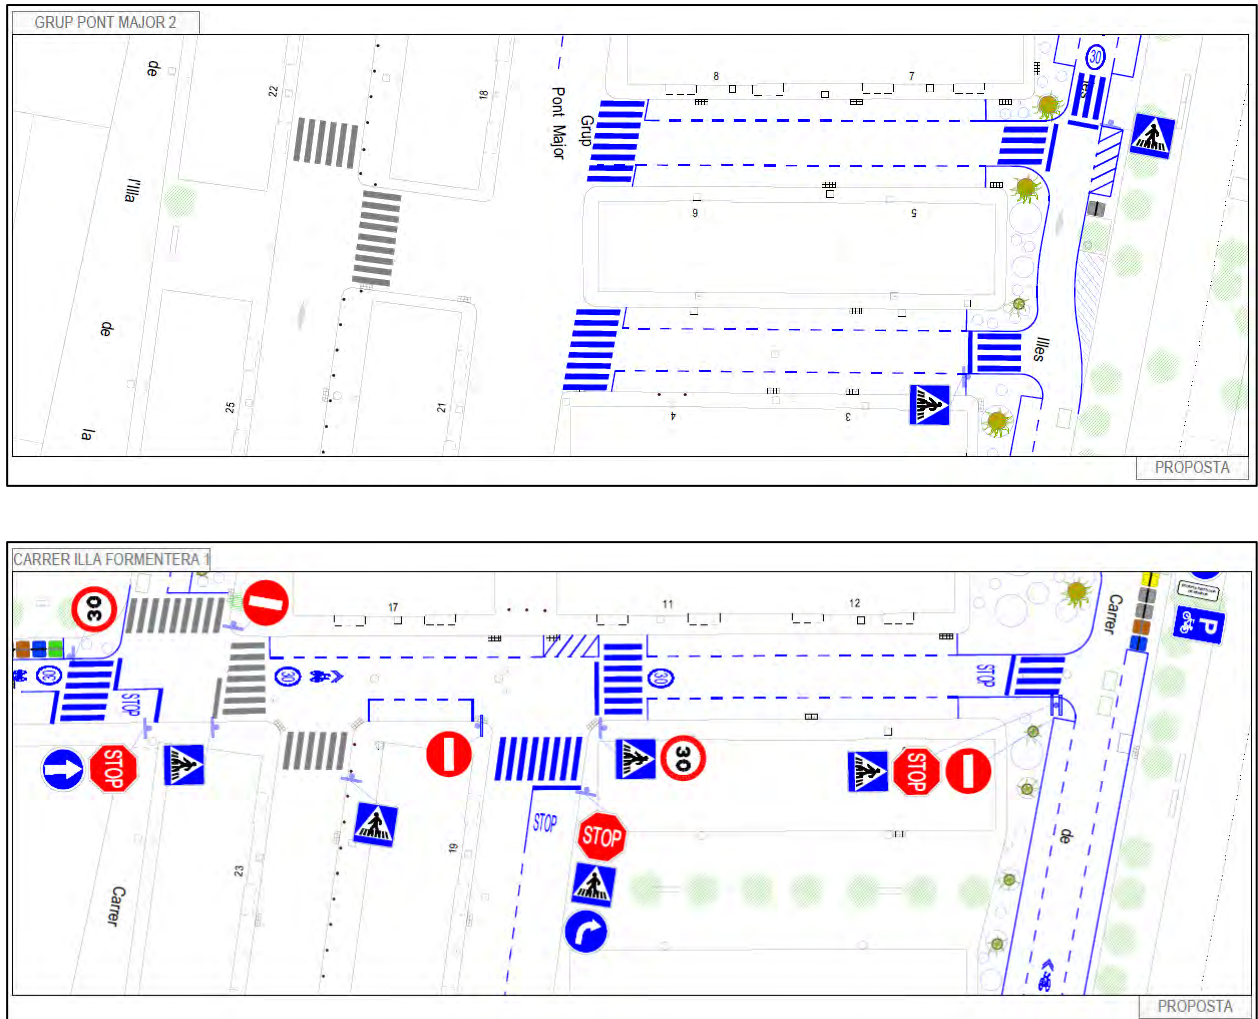 GRUP PONT MAJOR 2
de
22
18
8
7
30
Illes
Grup
Pont Major
l'Illa
6
5
de
Illes
25
21
4
3
la
PROPOSTA
CARRER ILLA FORMENTERA 1
30
17
11
12
Carrer
P
30
STOP
30
30
STOP
STOP
30
STOP
STOP
STOP
de
19
23
Carrer
PROPOSTA